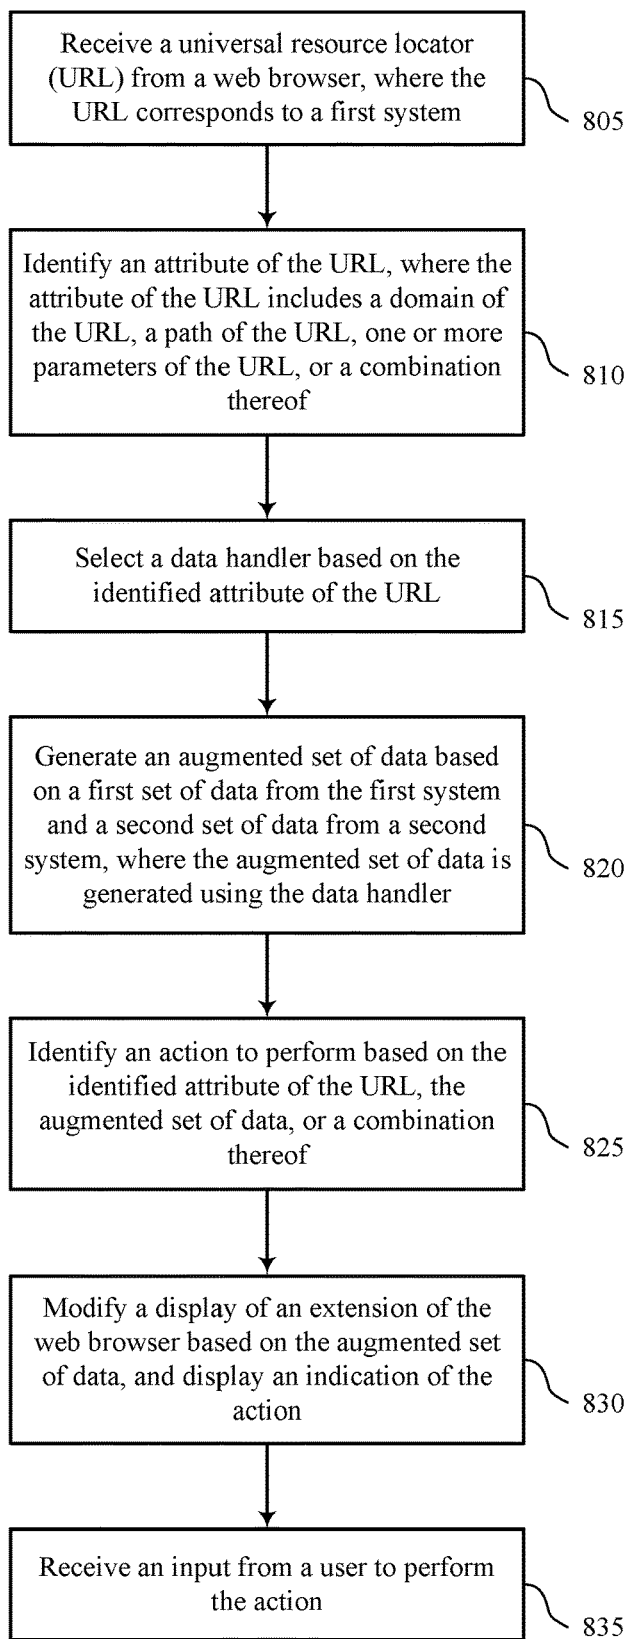 Receive a universal resource locator
(URL) from a web browser, where the
URL corresponds to a first system
805
Identify an attribute of the URL, where the
attribute of the URL includes a domain of
the URL, a path of the URL, one or more
parameters of the URL, or a combination
thereof
810
Select a data handler based on the
identified attribute of the URL
815
Generate an augmented set of data based
on a first set of data from the first system
and a second set of data from a second
system, where the augmented set of data is
generated using the data handler
820
Identify an action to perform based on the
identified attribute of the URL, the
augmented set of data, or a combination
thereof
825
Modify a display of an extension of the
web browser based on the augmented set
of data, and display an indication of the
action
830
Receive an input from a user to perform
the action
835